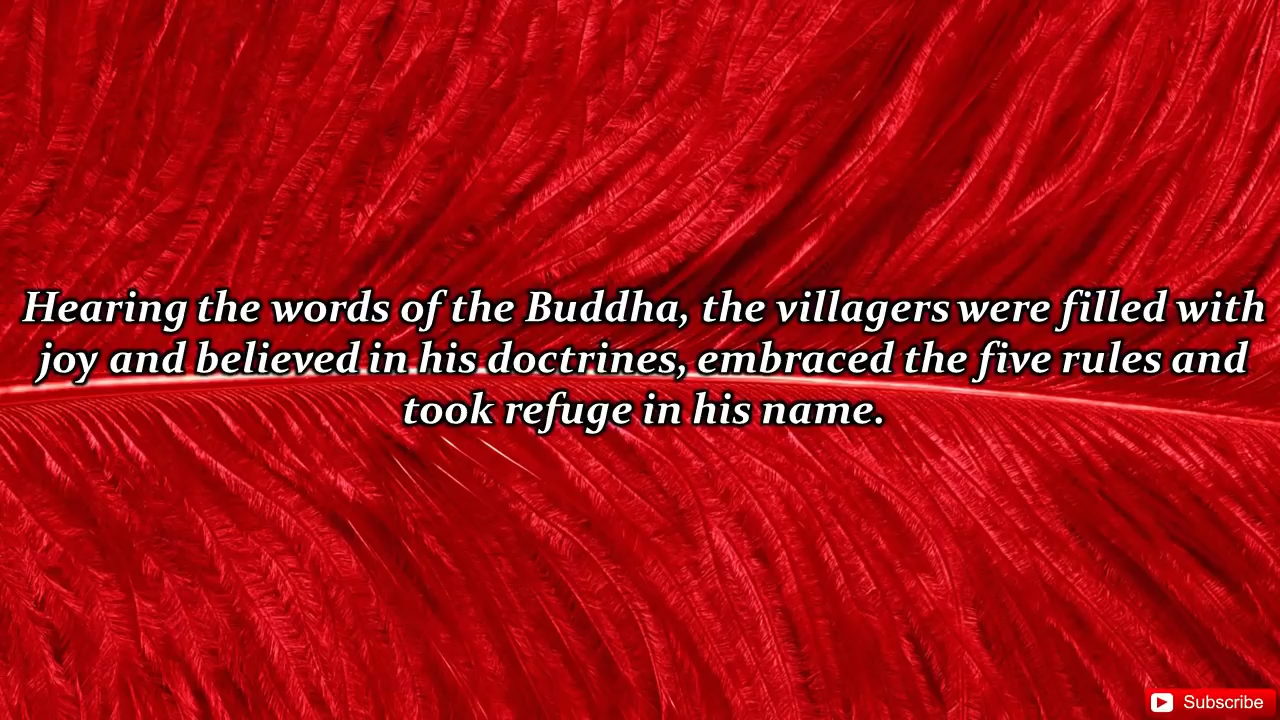 Hearing the words of the Buddha, the villagers were filled with
joy and believed in his doctrines, embraced the five rules and
took refuge in his name.
Subscribe